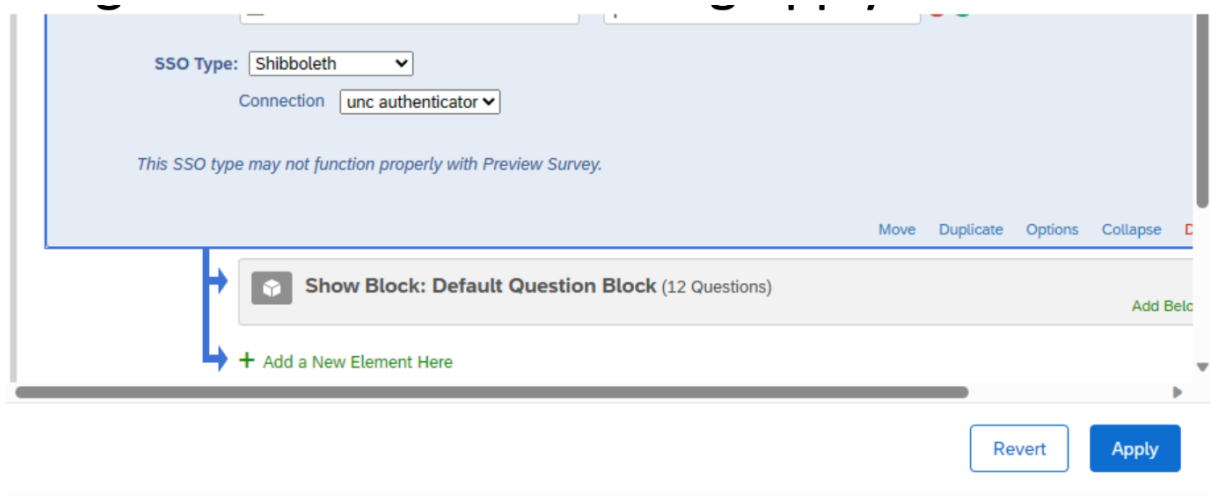 SSO Type: Shibboleth
Connection unc authenticator
This SSO type may not function properly with Preview Survey.
Move Duplicate Options Collapse D
Show Block: Default Question Block (12 Questions)
Add Belo
+ Add a New Element Here
Revert Apply